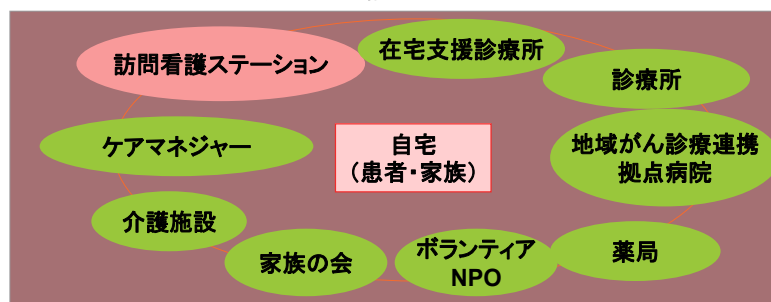 訪問看護ステーション
在宅支援診療所
診療所
ケアマネジャー
自宅
(患者・家族)
地域がん診療連携
拠点病院
介護施設
家族の会
ボランティア
NPO
薬局